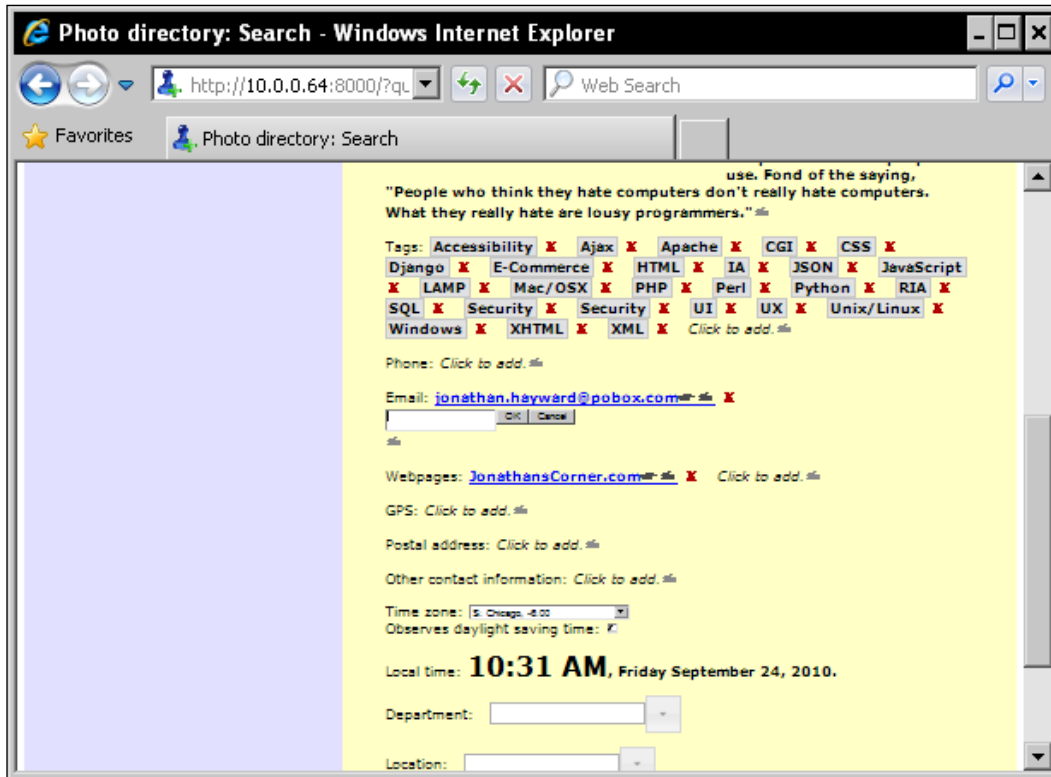 Photo directory: Search - Windows Internet Explorer
http://10.0.0.64:8000/?qu
Web Search
Favorites
Photo directory: Search
use. Fond of the saying,
"People who think they hate computers don't really hate computers.
What they really hate are lousy programmers."
Tags: Accessibility X Ajax X Apache X CGI X CSS X
Django X E-Commerce X HTML X IA X JSON X JavaScript
X LAMP X Mac/OSX X PHP X Perl X Python X RIA X
SQL X Security X Security X UI X UX X Unix/Linux X
Windows X XHTML X XML X Click to add.
Phone: Click to add.
Email: jonathan.hayward@pobox.com X
OK Cancel
Webpages: JonathansCorner.com X Click to add.
GPS: Click to add.
Postal address: Click to add.
Other contact information: Click to add.
Time zone: S. Chicago, -6.00
Observes daylight saving time:
Local time: 10:31 AM, Friday September 24, 2010.
Department:
Location: